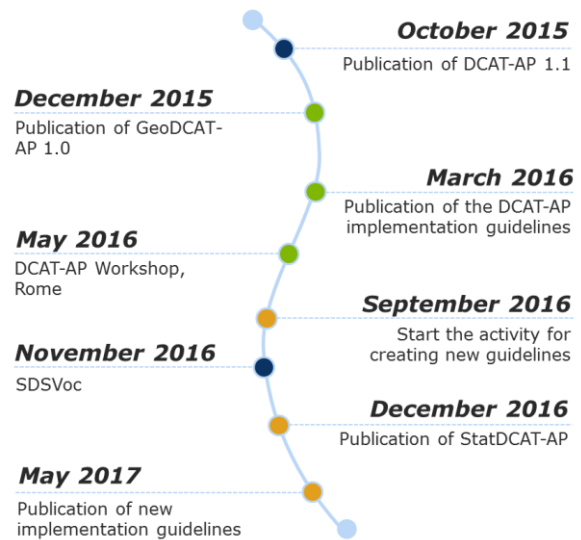 October 2015
Publication of DCAT-AP 1.1
December 2015
Publication of GeoDCAT-
AP 1.0
March 2016
Publication of the DCAT-AP
implementation guidelines
May 2016
DCAT-AP Workshop,
Rome
September 2016
Start the activity for
creating new guidelines
November 2016
SDSVoc
December 2016
Publication of StatDCAT-AP
May 2017
Publication of new
implementation guidelines